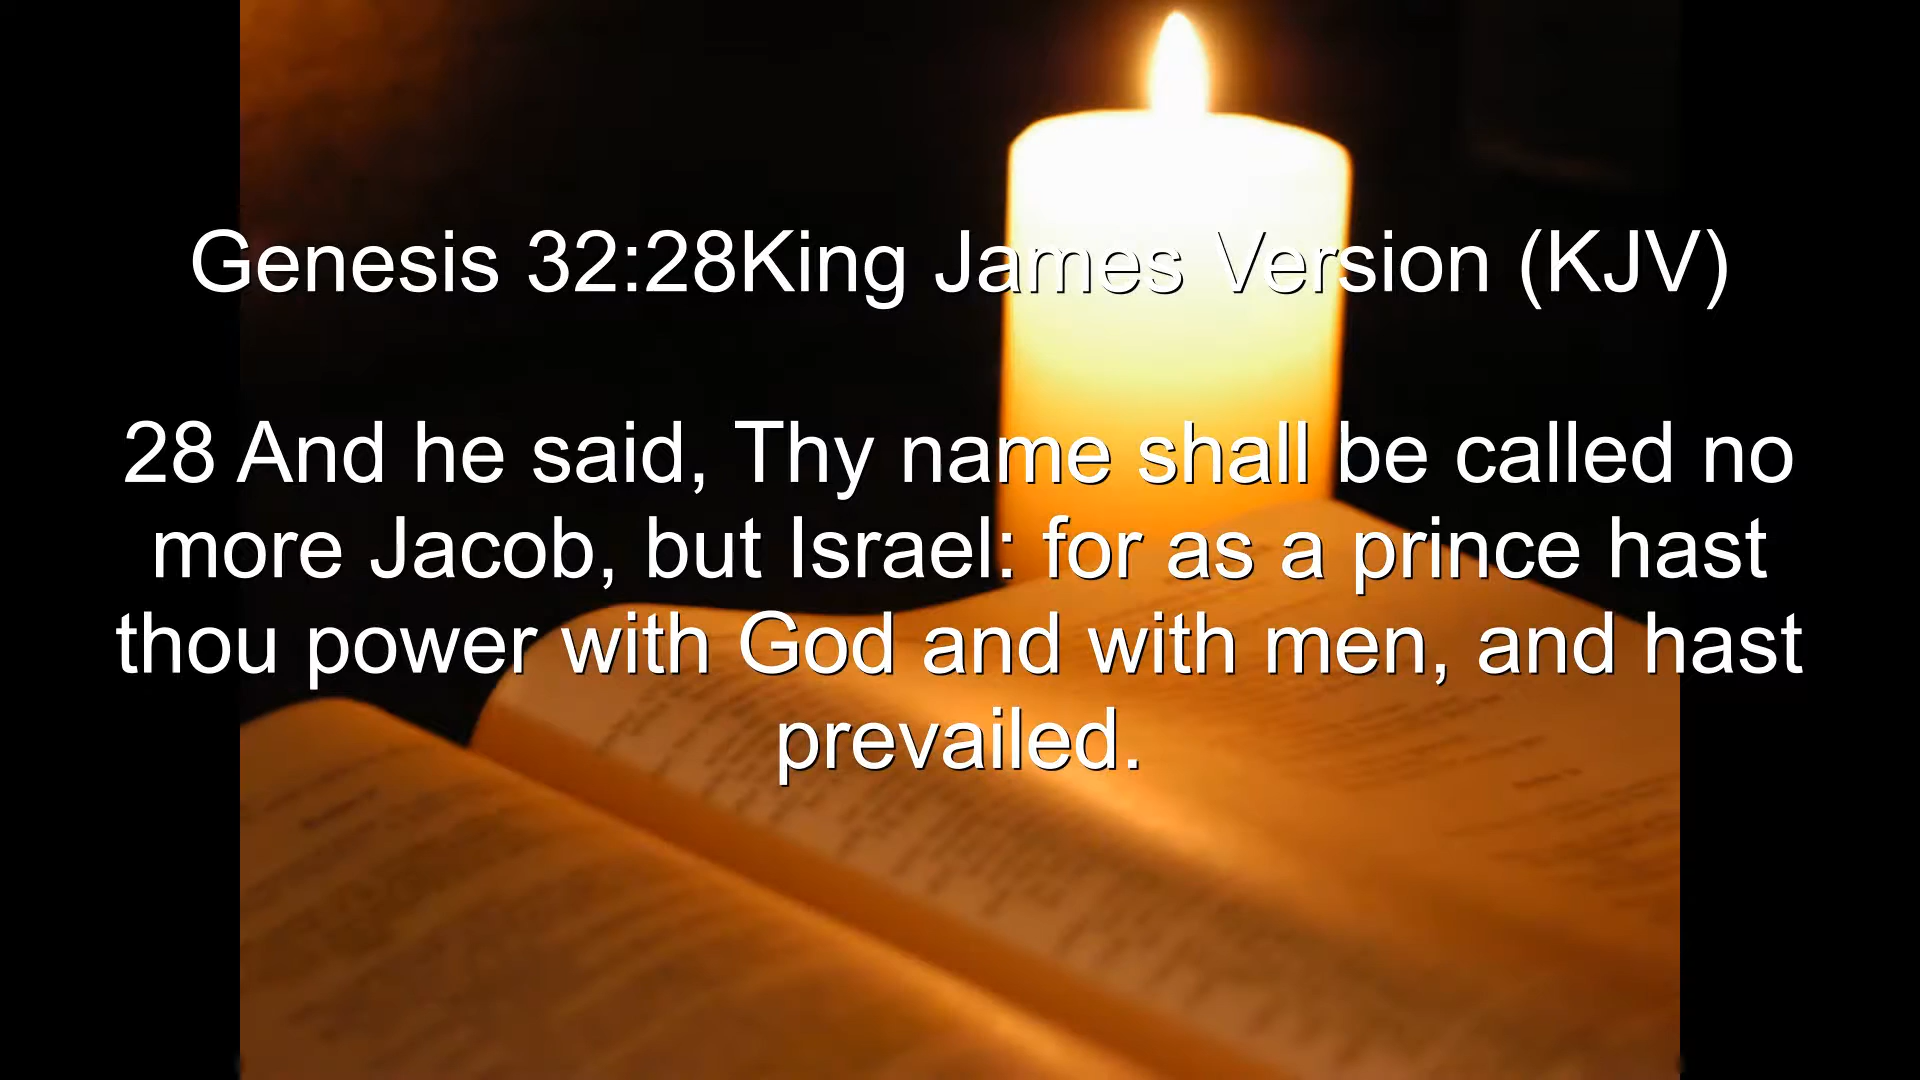 Genesis 32:28King James Version (KJV)
28 And he said, Thy name shall be called no
more Jacob, but Israel: for as a prince hast
thou power with God and with men, and hast
prevailed.